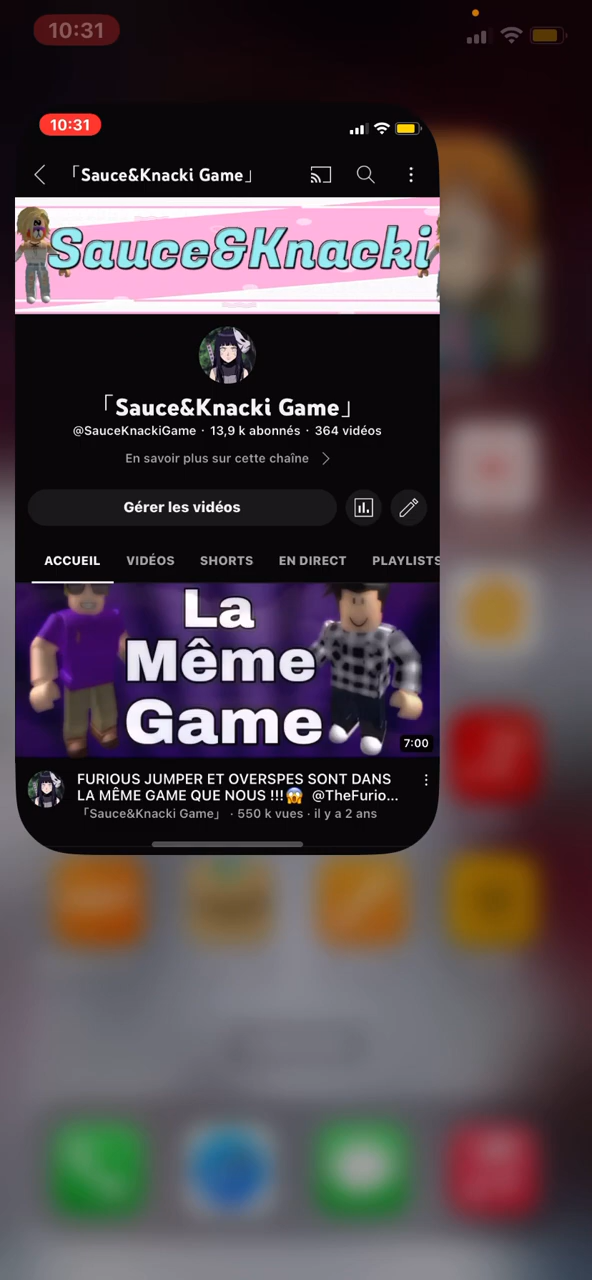 10:31
10:31
「Sauce&Knacki Game」
Sauce&Knacki
「Sauce&Knacki Game」
@SauceKnackiGame · 13,9 k abonnés · 364 vidéos
En savoir plus sur cette chaîne
Gérer les vidéos
ACCUEIL VIDÉOS SHORTS EN DIRECT PLAYLISTS
La
Même
Game
7:00
FURIOUS JUMPER ET OVERSPES SONT DANS
LA MÊME GAME QUE NOUS !!!😱 @TheFurio...
「Sauce&Knacki Game」 · 550 k vues · il y a 2 ans